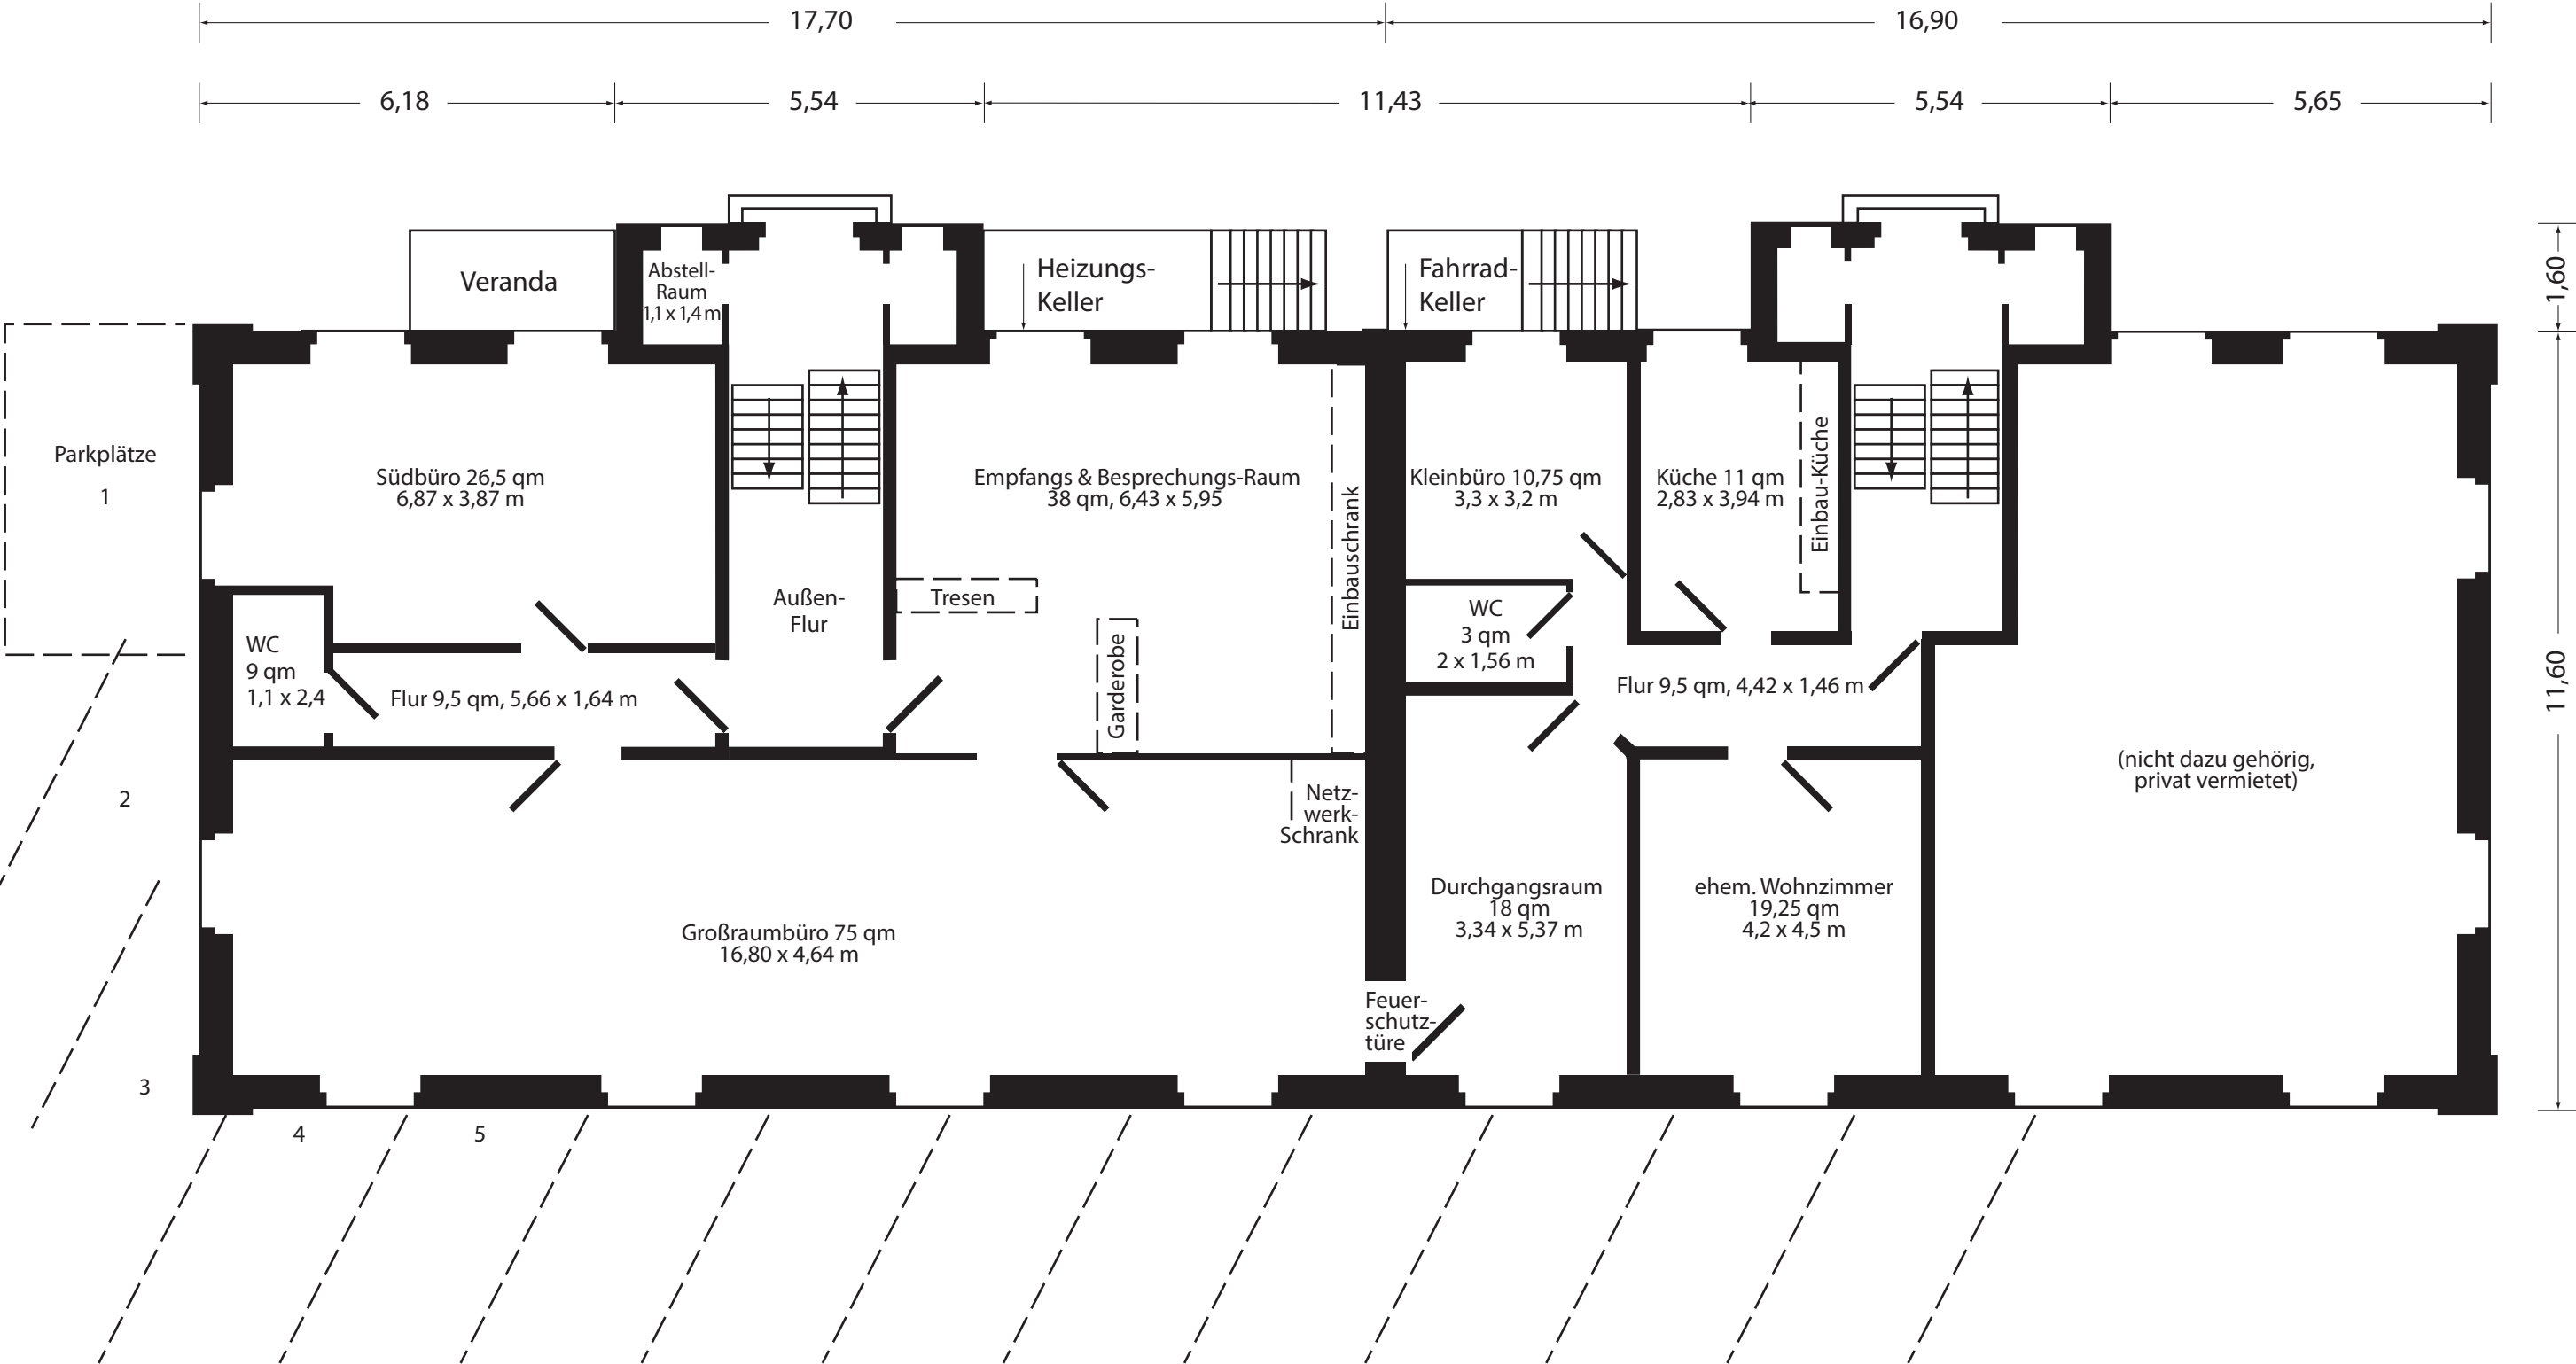 17,70
16,90
6,18
5,54
11,43
5,54
5,65
1,60
11,60
Veranda
Abstell-
Raum
1,1 x 1,4 m
Heizungs-
Keller
Fahrrad-
Keller
Parkplätze
1
2
3
4
5
Südbüro 26,5 qm
6,87 x 3,87 m
Empfangs & Besprechungs-Raum
38 qm, 6,43 x 5,95
Einbauschrank
Kleinbüro 10,75 qm
3,3 x 3,2 m
Küche 11 qm
2,83 x 3,94 m
Einbau-Küche
Außen-
Flur
Tresen
Garderobe
WC
9 qm
1,1 x 2,4
Flur 9,5 qm, 5,66 x 1,64 m
WC
3 qm
2 x 1,56 m
Flur 9,5 qm, 4,42 x 1,46 m
(nicht dazu gehörig,
privat vermietet)
Netz-
werk-
Schrank
Großraumbüro 75 qm
16,80 x 4,64 m
Durchgangsraum
18 qm
3,34 x 5,37 m
ehem. Wohnzimmer
19,25 qm
4,2 x 4,5 m
Feuer-
schutz-
türe